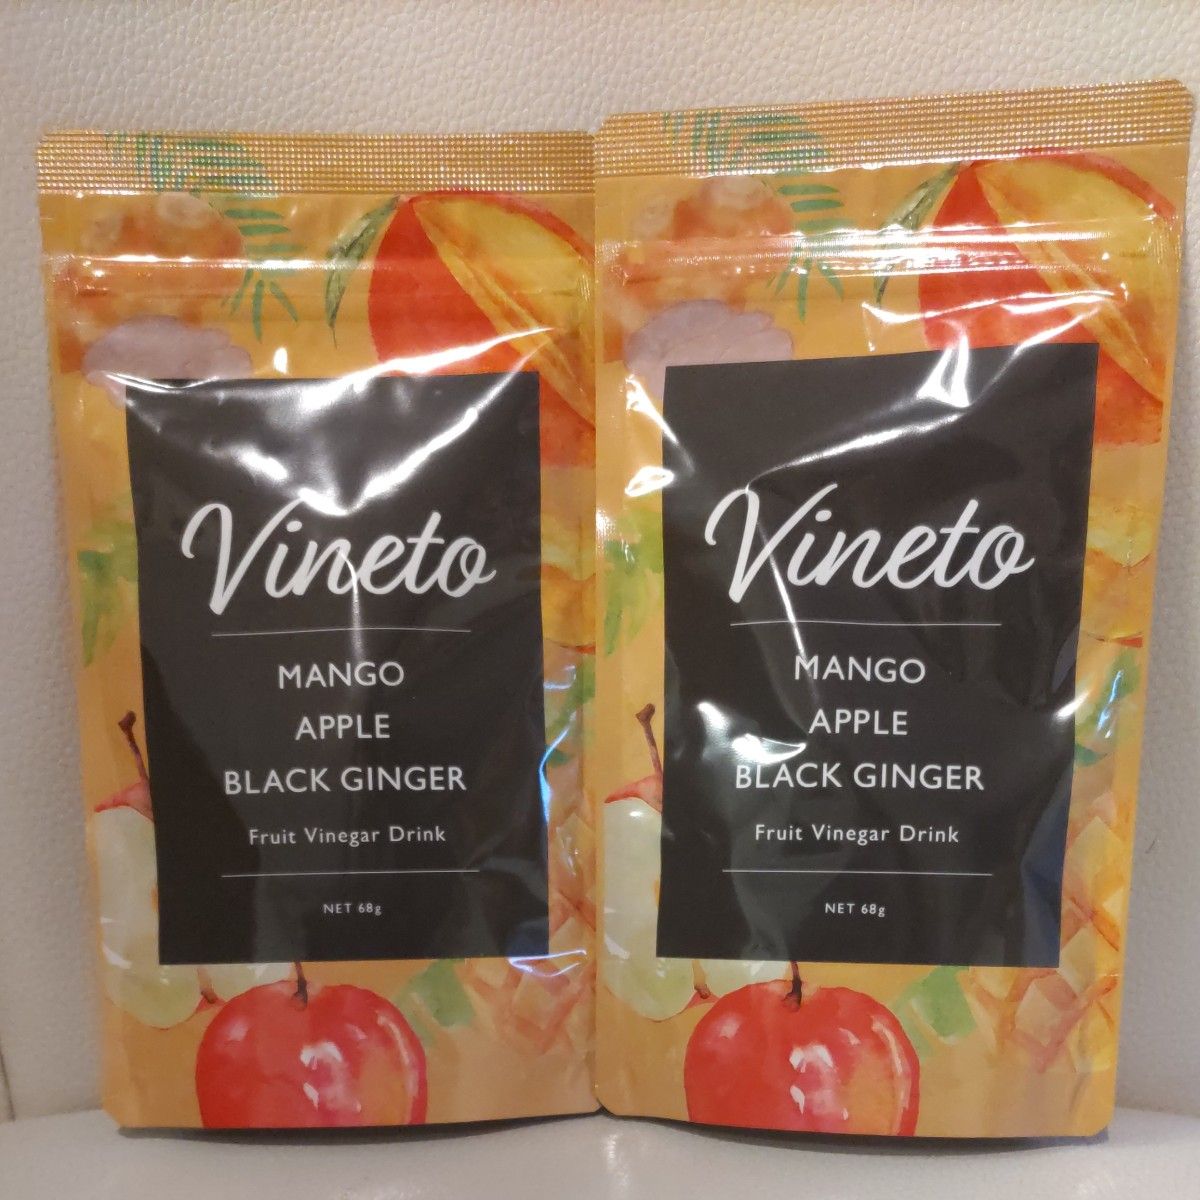 Vineto
MANGO
APPLE
BLACK GINGER
Fruit Vinegar Drink
NET 68g
Vineto
MANGO
APPLE
BLACK GINGER
Fruit Vinegar Drink
NET 68g